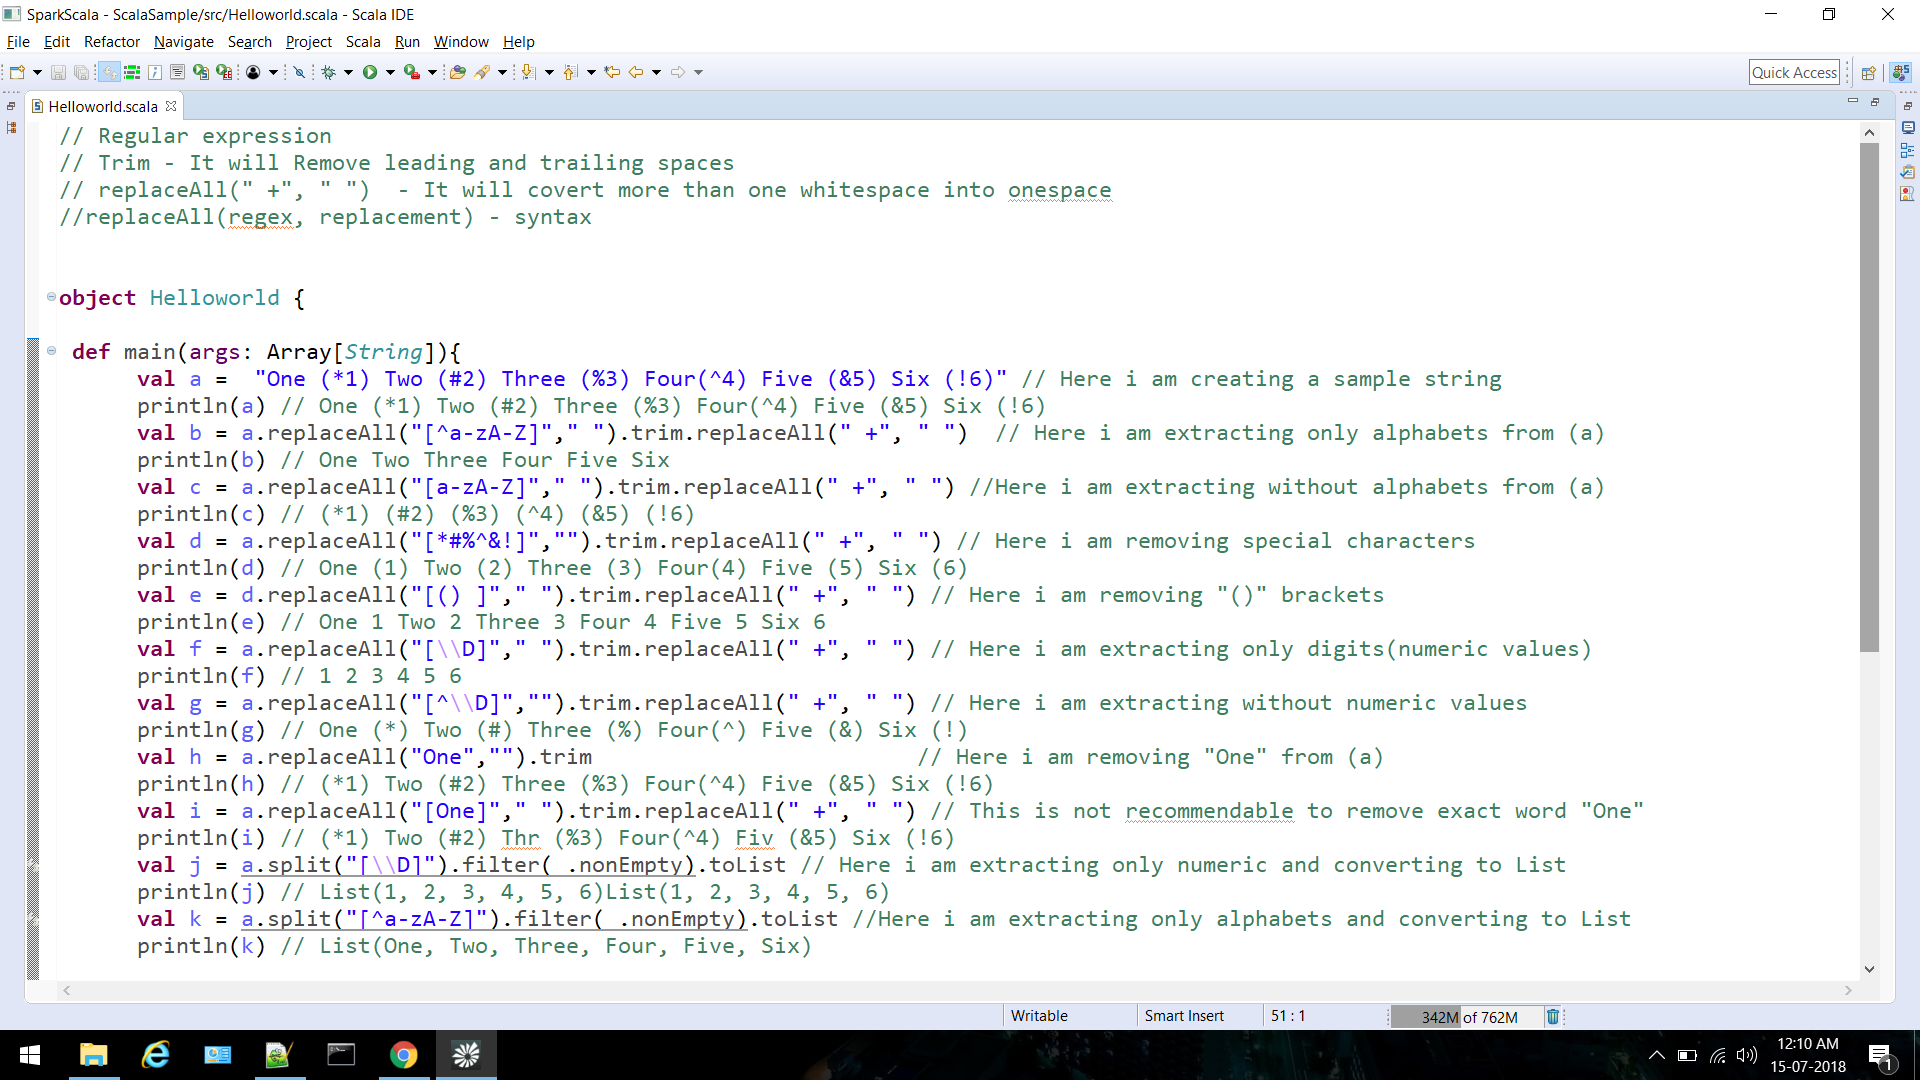 SparkScala - ScalaSample/src/Helloworld.scala - Scala IDE
File Edit Refactor Navigate Search Project Scala Run Window Help
Quick Access
Helloworld.scala
// Regular expression
// Trim - It will Remove leading and trailing spaces
// replaceAll(" +", " ")  - It will covert more than one whitespace into onespace
//replaceAll(regex, replacement) - syntax
object Helloworld {
def main(args: Array[String]){
val a =  "One (*1) Two (#2) Three (%3) Four(^4) Five (&5) Six (!6)" // Here i am creating a sample string
println(a) // One (*1) Two (#2) Three (%3) Four(^4) Five (&5) Six (!6)
val b = a.replaceAll("[^a-zA-Z]"," ").trim.replaceAll(" +", " ")  // Here i am extracting only alphabets from (a)
println(b) // One Two Three Four Five Six
val c = a.replaceAll("[a-zA-Z]"," ").trim.replaceAll(" +", " ") //Here i am extracting without alphabets from (a)
println(c) // (*1) (#2) (%3) (^4) (&5) (!6)
val d = a.replaceAll("[*#%^&!]","").trim.replaceAll(" +", " ") // Here i am removing special characters
println(d) // One (1) Two (2) Three (3) Four(4) Five (5) Six (6)
val e = d.replaceAll("[() ]"," ").trim.replaceAll(" +", " ") // Here i am removing "()" brackets
println(e) // One 1 Two 2 Three 3 Four 4 Five 5 Six 6
val f = a.replaceAll("[\\D]"," ").trim.replaceAll(" +", " ") // Here i am extracting only digits(numeric values)
println(f) // 1 2 3 4 5 6
val g = a.replaceAll("[^\\D]","").trim.replaceAll(" +", " ") // Here i am extracting without numeric values
println(g) // One (*) Two (#) Three (%) Four(^) Five (&) Six (!)
val h = a.replaceAll("One","").trim                         // Here i am removing "One" from (a)
println(h) // (*1) Two (#2) Three (%3) Four(^4) Five (&5) Six (!6)
val i = a.replaceAll("[One]"," ").trim.replaceAll(" +", " ") // This is not recommendable to remove exact word "One"
println(i) // (*1) Two (#2) Thr (%3) Four(^4) Fiv (&5) Six (!6)
val j = a.split("[\\D]").filter(_.nonEmpty).toList // Here i am extracting only numeric and converting to List
println(j) // List(1, 2, 3, 4, 5, 6)List(1, 2, 3, 4, 5, 6)
val k = a.split("[^a-zA-Z]").filter(_.nonEmpty).toList //Here i am extracting only alphabets and converting to List
println(k) // List(One, Two, Three, Four, Five, Six)
Writable Smart Insert 51 : 1 342M of 762M
12:10 AM
15-07-2018
1